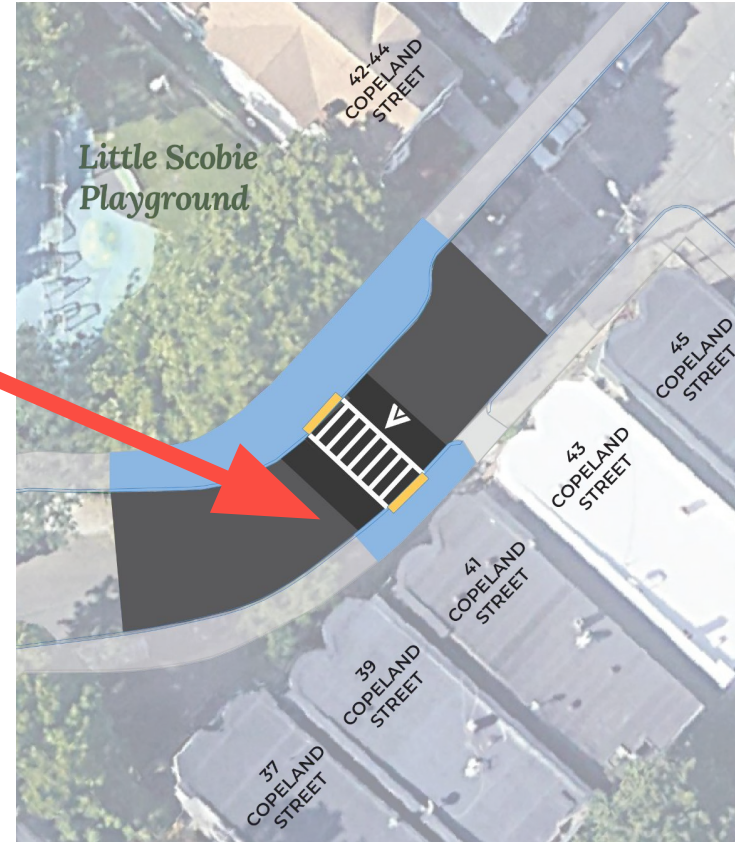 42-44
COPELAND
STREET
Little Scobie
Playground
45
COPELAND
STREET
43
COPELAND
STREET
41
COPELAND
STREET
39
COPELAND
STREET
37
COPELAND
STREET